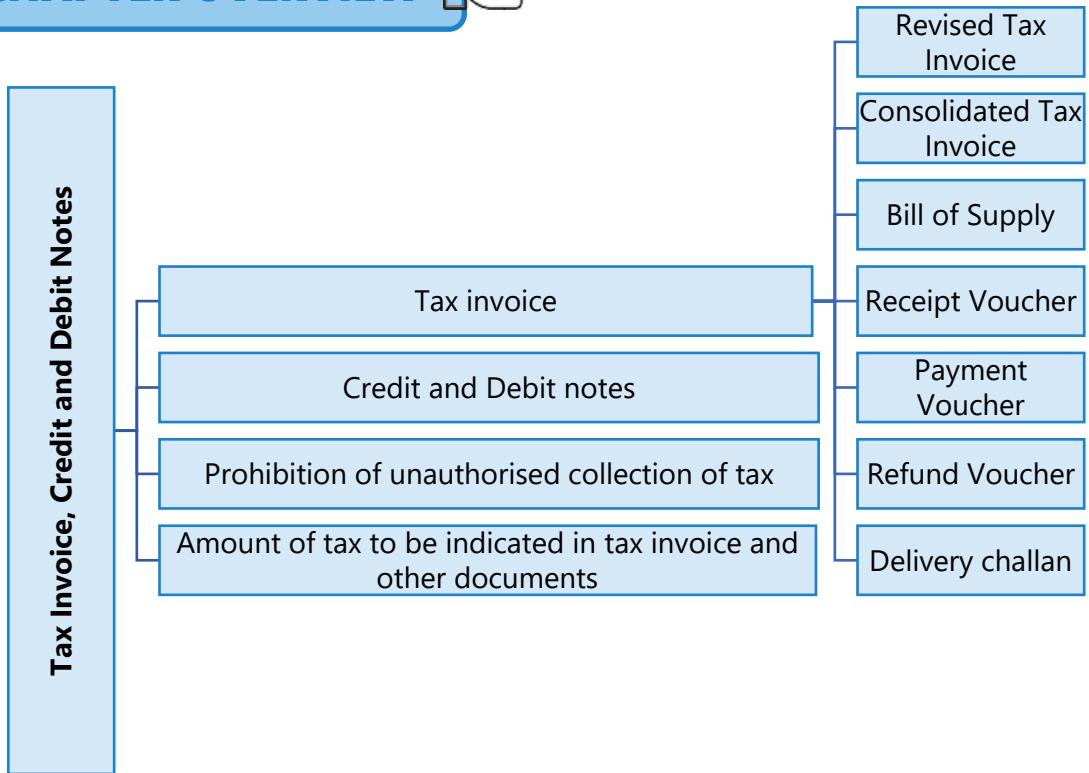 CHAPTER OVERVIEW
Tax Invoice, Credit and Debit Notes
Tax invoice
Credit and Debit notes
Prohibition of unauthorised collection of tax
Amount of tax to be indicated in tax invoice and
other documents
Revised Tax
Invoice
Consolidated Tax
Invoice
Bill of Supply
Receipt Voucher
Payment
Voucher
Refund Voucher
Delivery challan